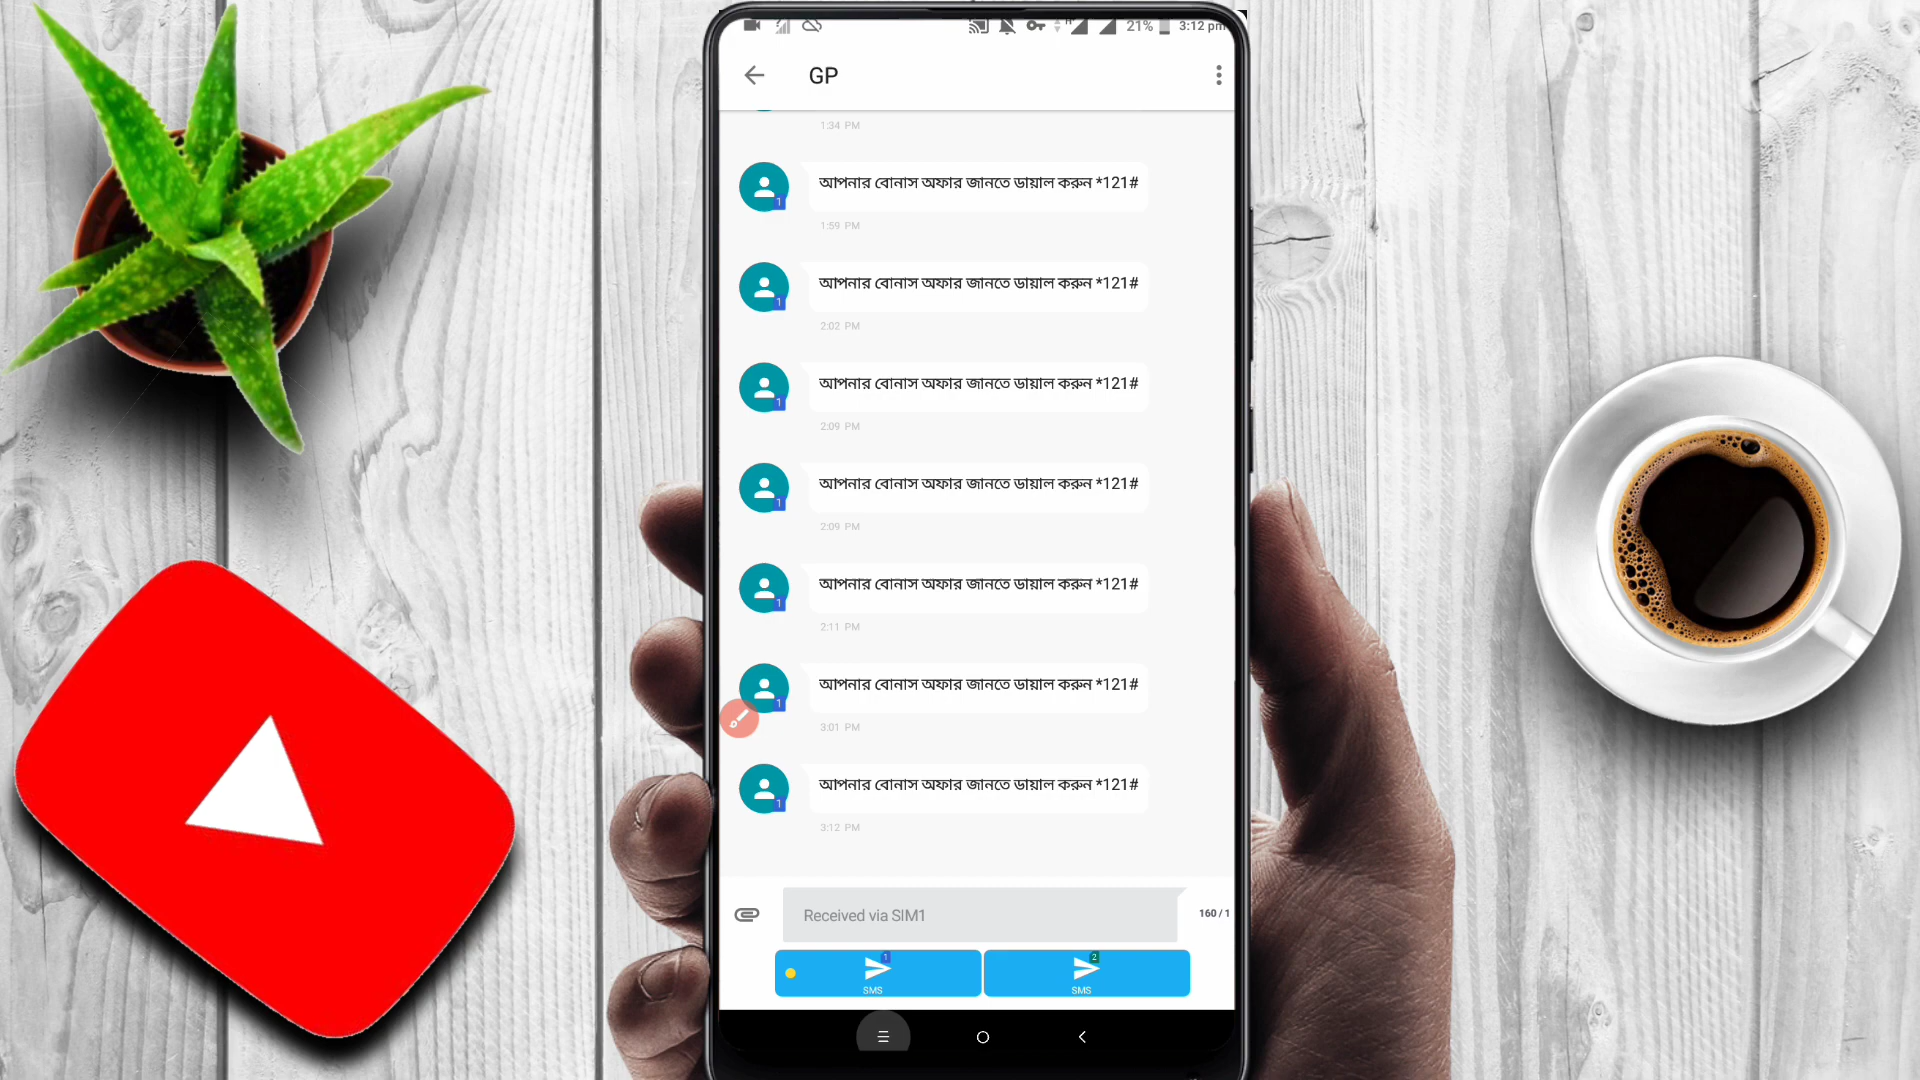 21% 3:12 pm
GP
1:34 PM
আপনার বোনাস অফার জানতে ডায়াল করুন *121#
1:59 PM
আপনার বোনাস অফার জানতে ডায়াল করুন *121#
2:02 PM
আপনার বোনাস অফার জানতে ডায়াল করুন *121#
2:09 PM
আপনার বোনাস অফার জানতে ডায়াল করুন *121#
2:09 PM
আপনার বোনাস অফার জানতে ডায়াল করুন *121#
2:11 PM
আপনার বোনাস অফার জানতে ডায়াল করুন *121#
3:01 PM
আপনার বোনাস অফার জানতে ডায়াল করুন *121#
3:12 PM
Received via SIM1
160 / 1
1 2
SMS SMS